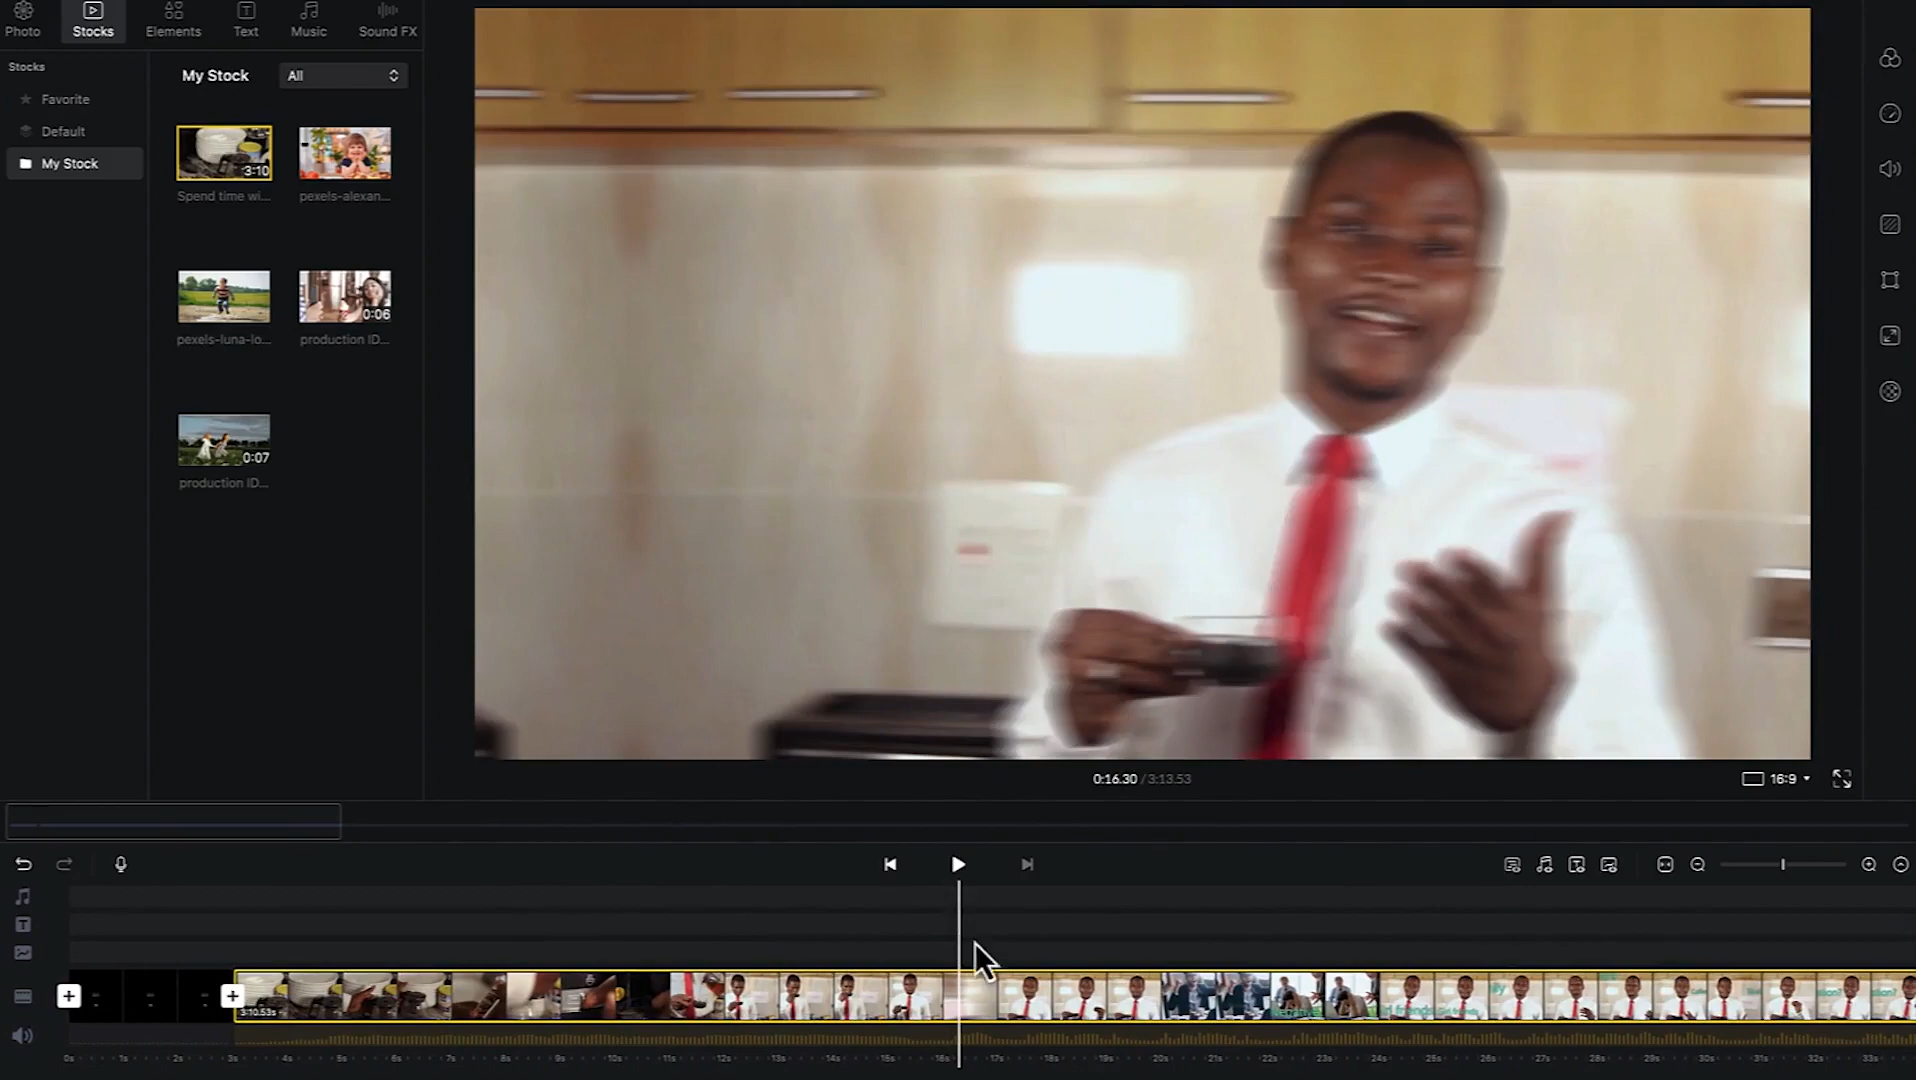 Photo Stocks Elements Text Music Sound FX
Stocks
My Stock All
Favorite
Default
My Stock
3:10
Spend time wi... pexels-alexan...
0:06
pexels-luna-lo... production ID...
0:07
production ID...
0:16.30 / 3:13.53
16:9
3:10.53s
0s 1s 2s 3s 4s 5s 6s 7s 8s 9s 10s 11s 12s 13s 14s 15s 16s 17s 18s 19s 20s 21s 22s 23s 24s 25s 26s 27s 28s 29s 30s 31s 32s 33s